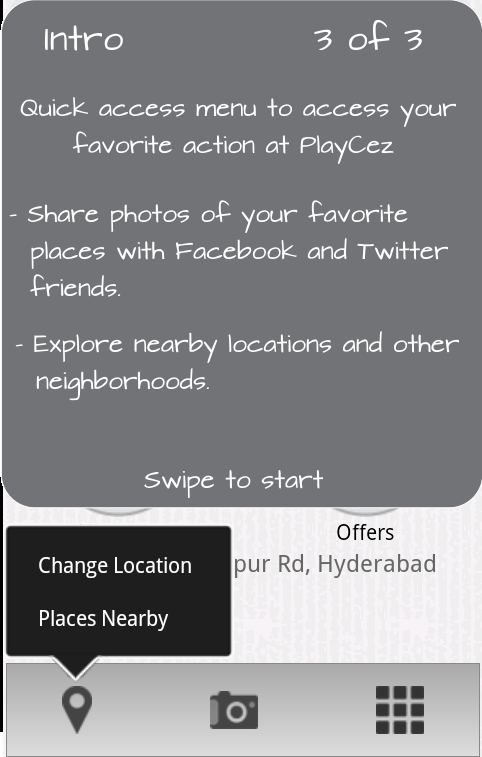 Intro 3 of 3
Quick access menu to access your
favorite action at PlayCez
- Share photos of your favorite
places with Facebook and Twitter
friends.
- Explore nearby locations and other
neighborhoods.
Swipe to start
Offers
Change Location
pur Rd, Hyderabad
Places Nearby